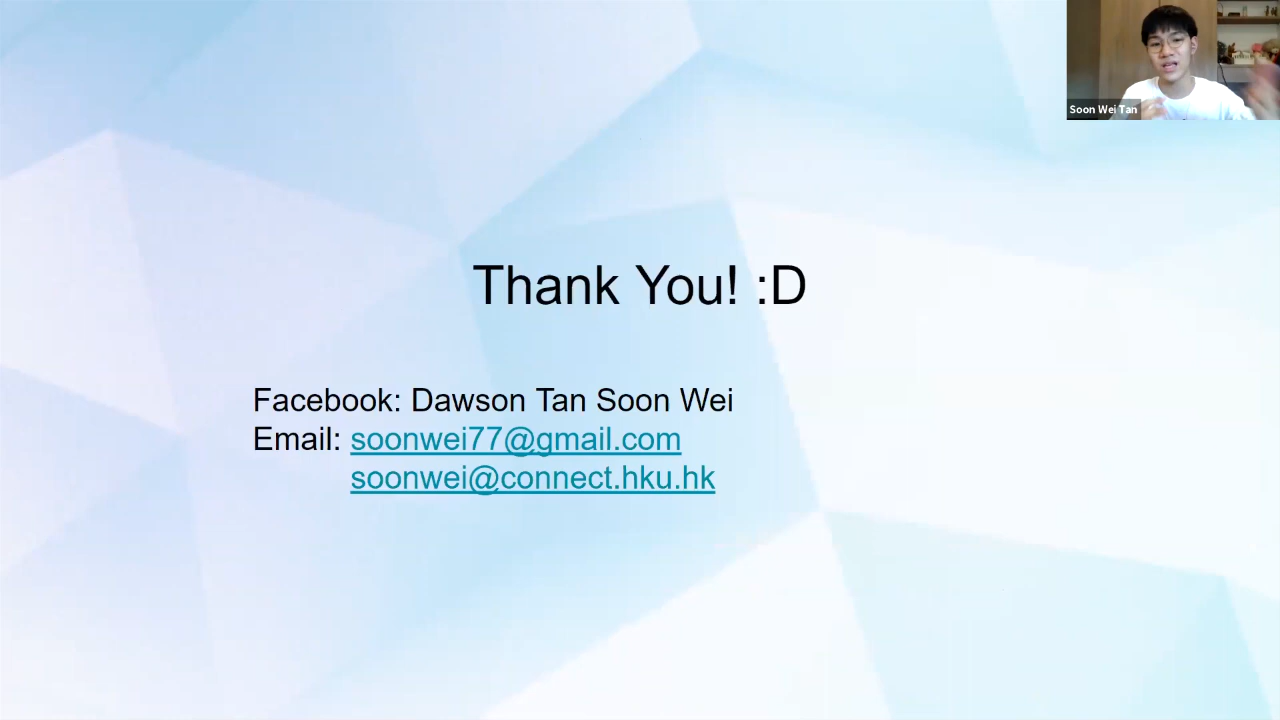 Soon Wei Tan
Thank You! :D
Facebook: Dawson Tan Soon Wei
Email: soonwei77@gmail.com
soonwei@connect.hku.hk